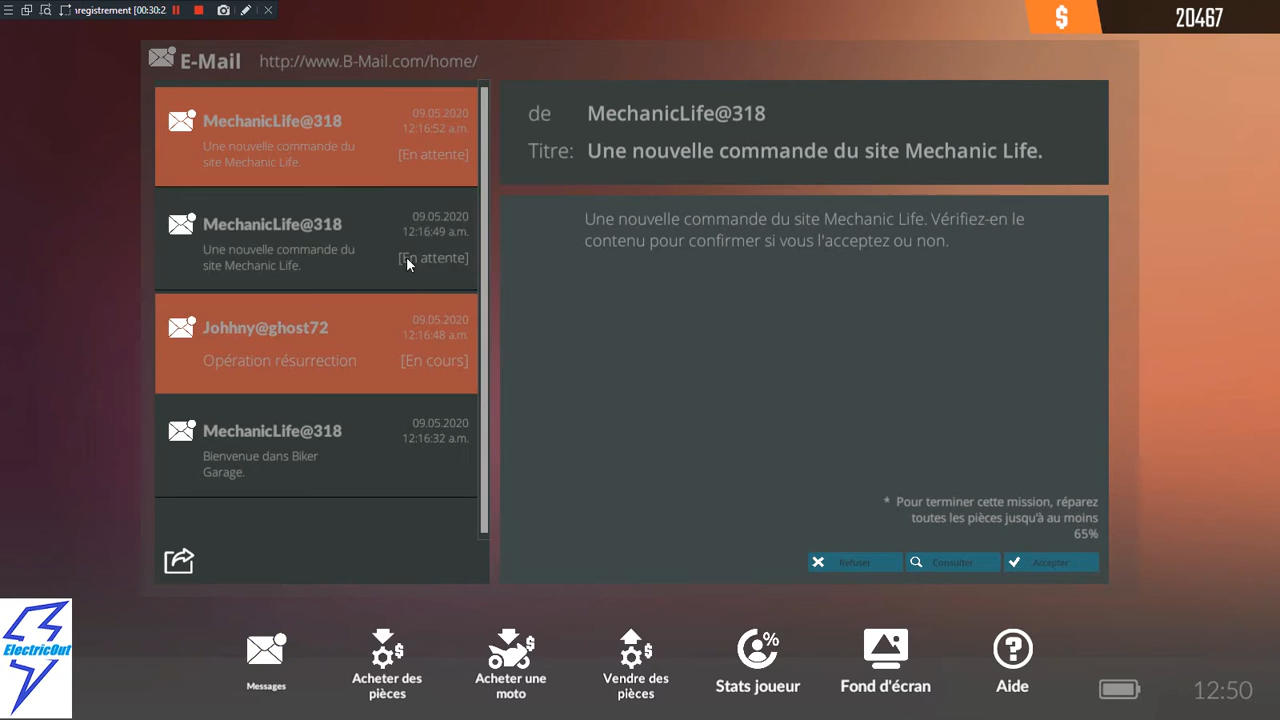 nregistrement [00:30:2
$
20467
E-Mail http://www.B-Mail.com/home/
MechanicLife@318
09.05.2020
12:16:52 a.m.
Une nouvelle commande du
site Mechanic Life.
[En attente]
MechanicLife@318
09.05.2020
12:16:49 a.m.
Une nouvelle commande du
site Mechanic Life.
[En attente]
Johhny@ghost72
09.05.2020
12:16:48 a.m.
Opération résurrection
[En cours]
MechanicLife@318
09.05.2020
12:16:32 a.m.
Bienvenue dans Biker
Garage.
de MechanicLife@318
Titre: Une nouvelle commande du site Mechanic Life.
Une nouvelle commande du site Mechanic Life. Vérifiez-en le
contenu pour confirmer si vous l'acceptez ou non.
* Pour terminer cette mission, réparez
toutes les pièces jusqu'à au moins
65%
Refuser
Consulter
Accepter
ElectricOut
Messages
Acheter des
pièces
Acheter une
moto
Vendre des
pièces
Stats joueur
Fond d'écran
Aide
12:50